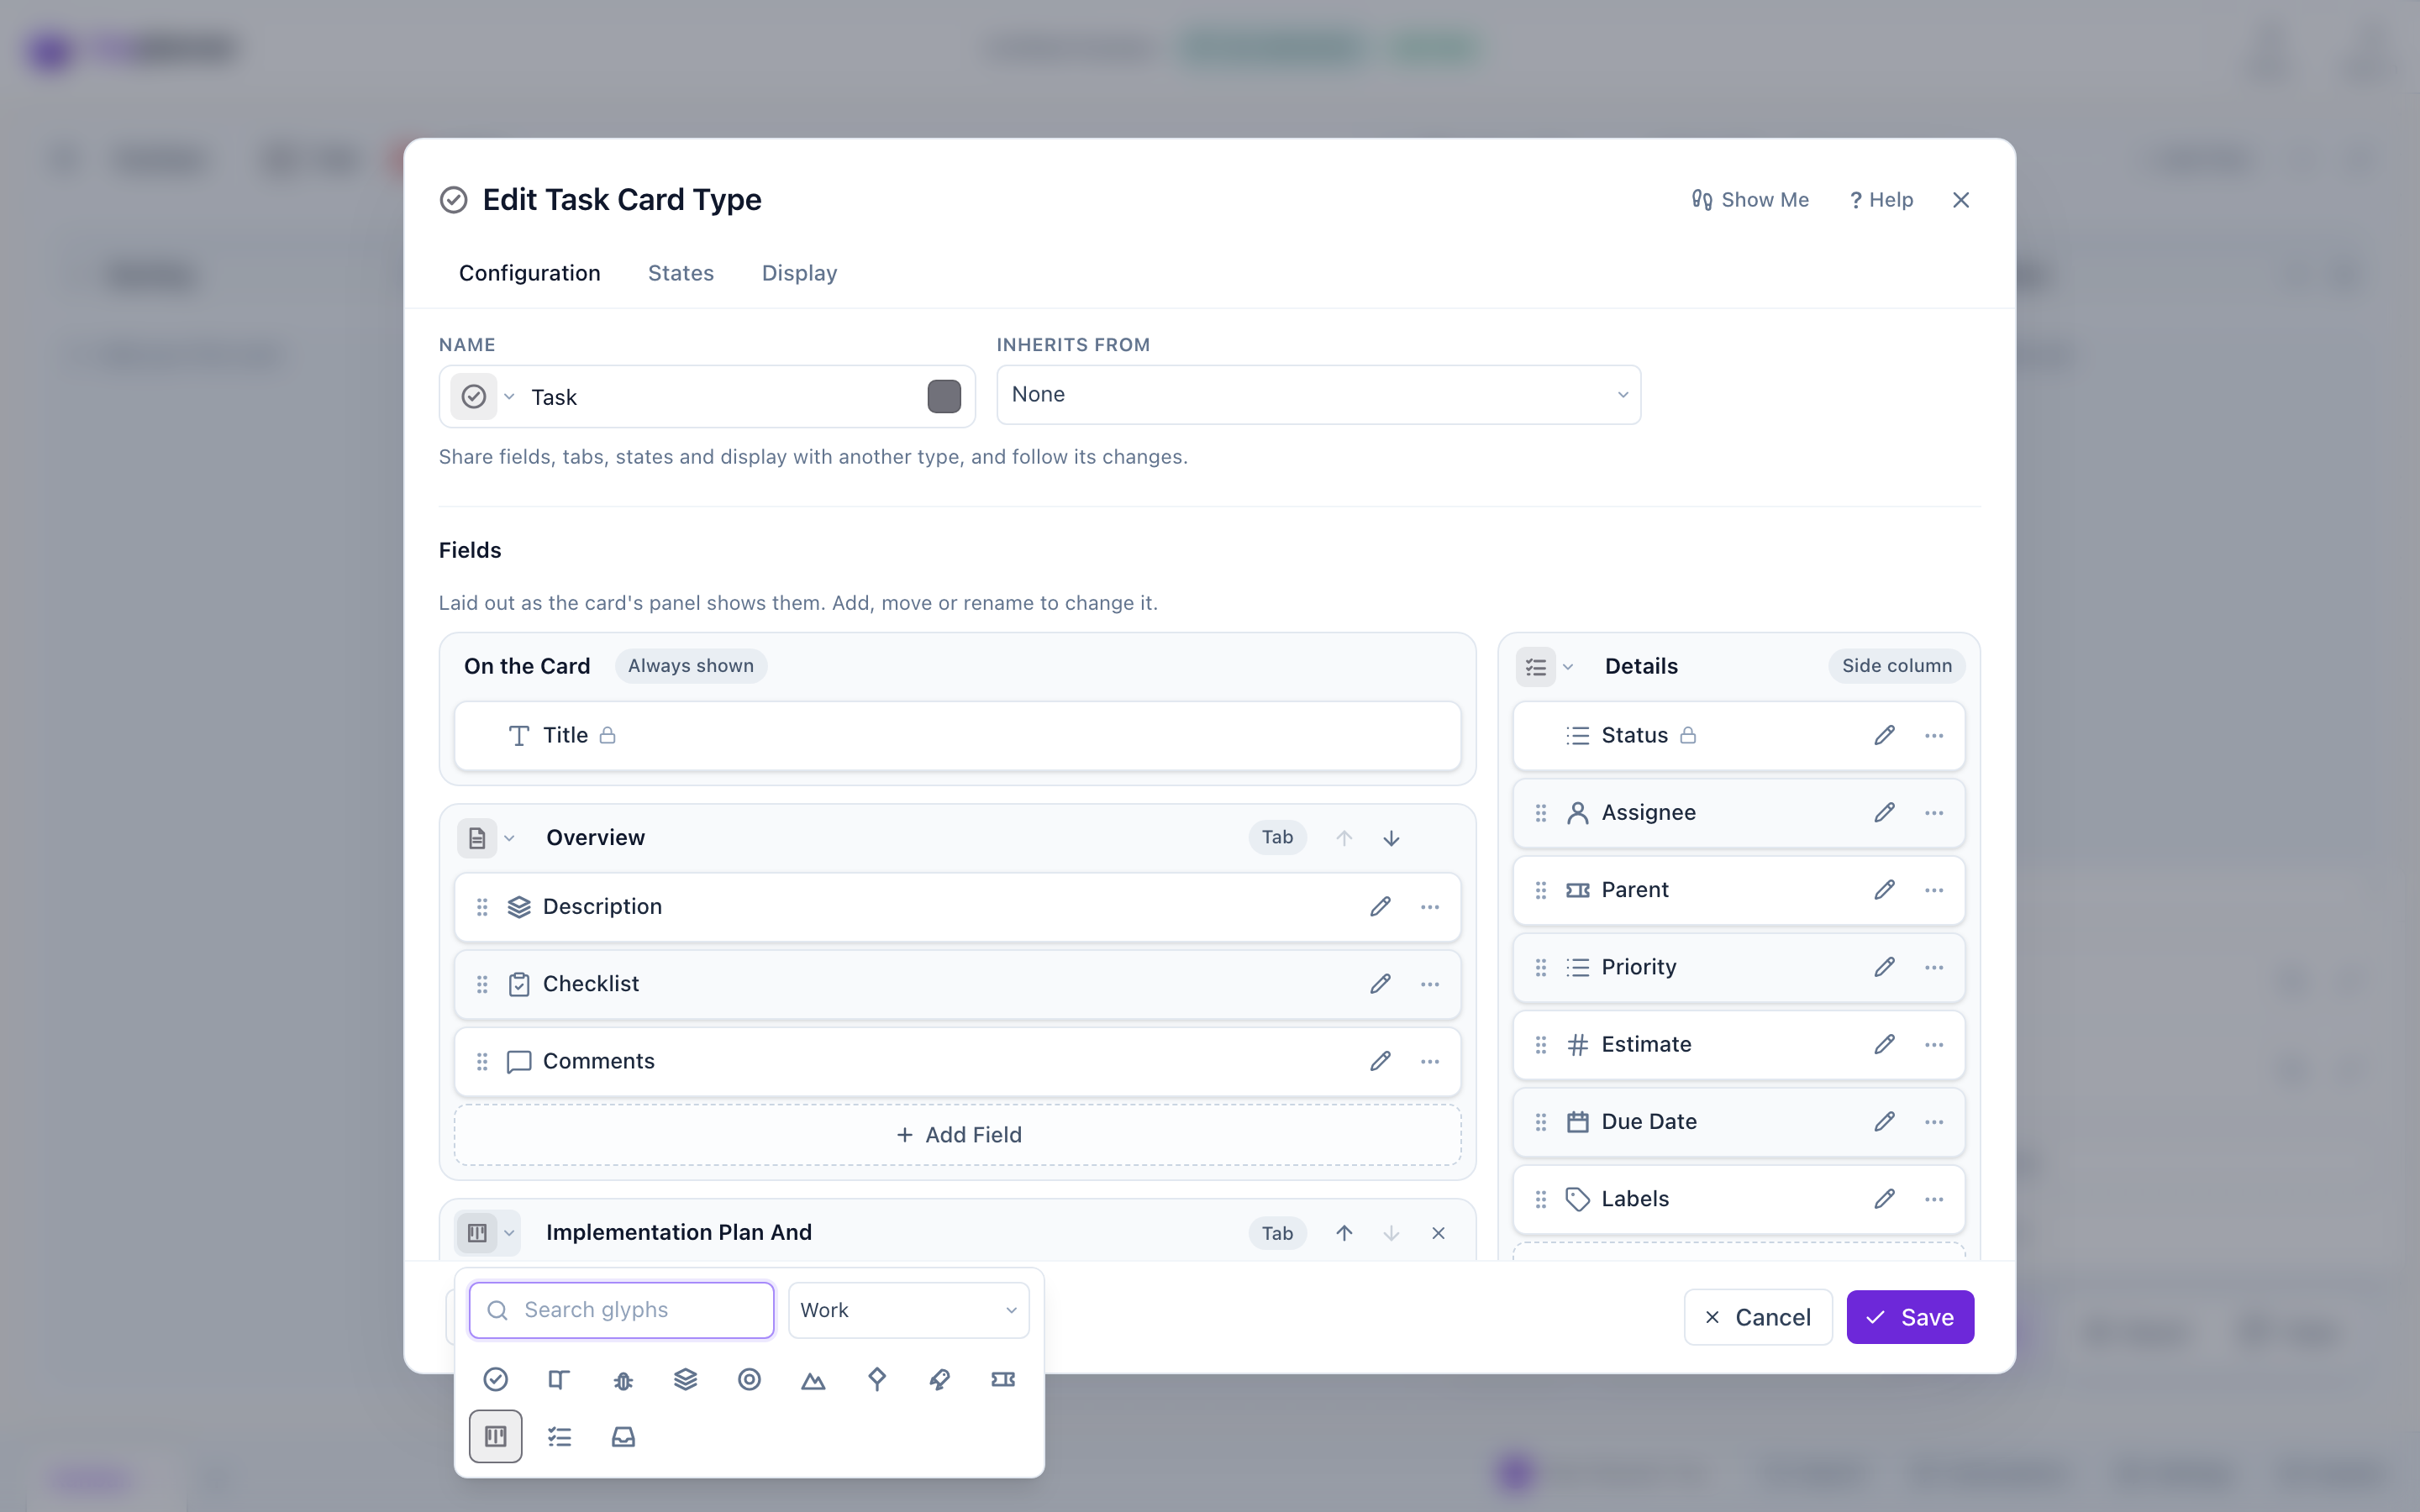 Edit Task Card Type
Show Me
? Help
Configuration
States
Display
NAME
INHERITS FROM
Task
None
Share fields, tabs, states and display with another type, and follow its changes.
Fields
Laid out as the card's panel shows them. Add, move or rename to change it.
On the Card
Always shown
Title
Overview
Tab
Description
Checklist
Comments
+ Add Field
Implementation Plan And
Tab
Details
Side column
Status
Assignee
Parent
Priority
Estimate
Due Date
Labels
Search glyphs
Work
Cancel
Save